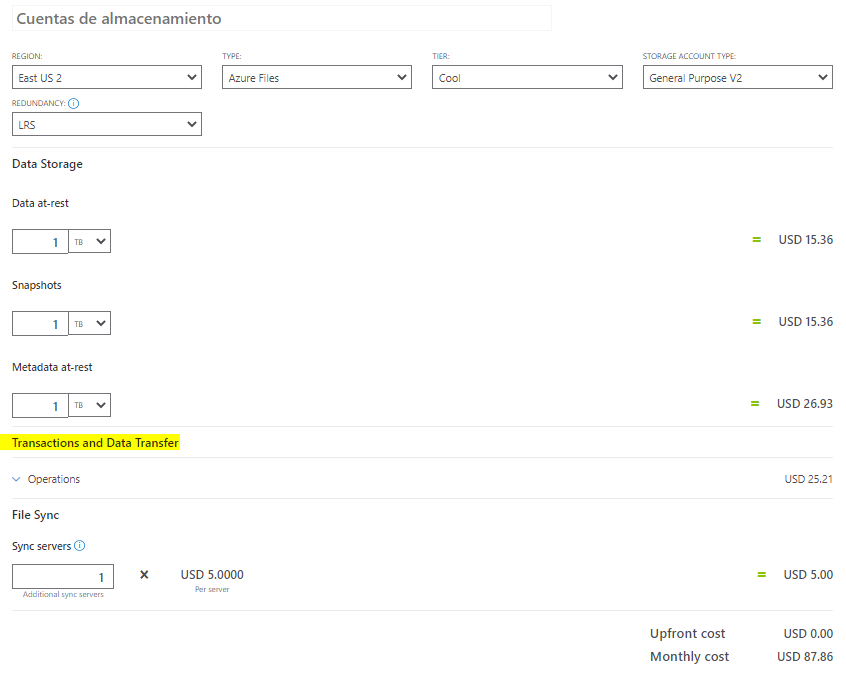 Cuentas de almacenamiento
REGION: TYPE: TIER: STORAGE ACCOUNT TYPE:
East US 2 Azure Files Cool General Purpose V2
REDUNDANCY:
LRS
Data Storage
Data at-rest
1 TB = USD 15.36
Snapshots
1 TB = USD 15.36
Metadata at-rest
1 TB = USD 26.93
Transactions and Data Transfer
Operations USD 25.21
File Sync
Sync servers
1 × USD 5.0000 = USD 5.00
Additional sync servers Per server
Upfront cost USD 0.00
Monthly cost USD 87.86